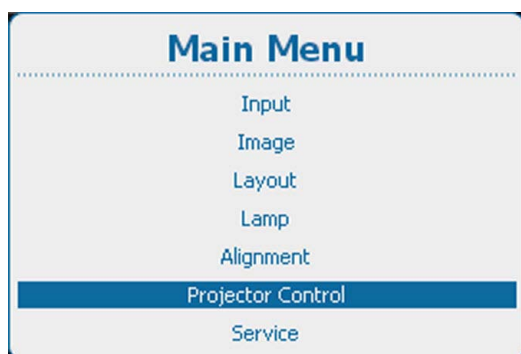 Main Menu
Input
Image
Layout
Lamp
Alignment
Projector Control
Service